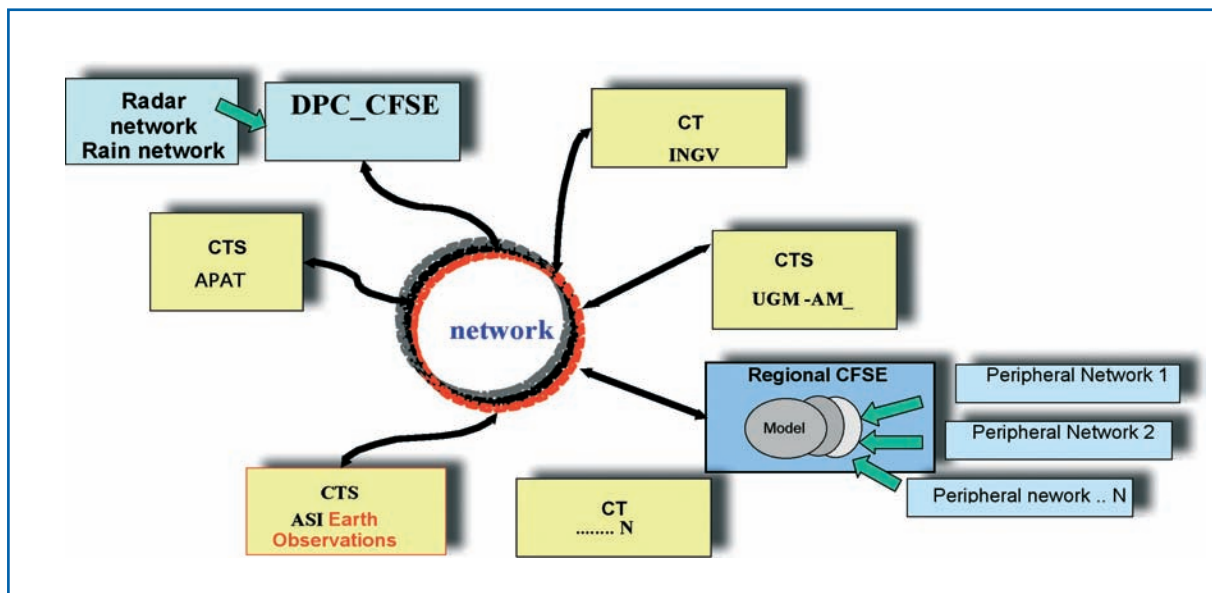 Radar
network
Rain network
DPC_CFSE
CT
INGV
CTS
APAT
CTS
UGM -AM_
network
Regional CFSE
Model
Peripheral Network 1
Peripheral Network 2
Peripheral nework .. N
CTS
ASI Earth
Observations
CT
........ N